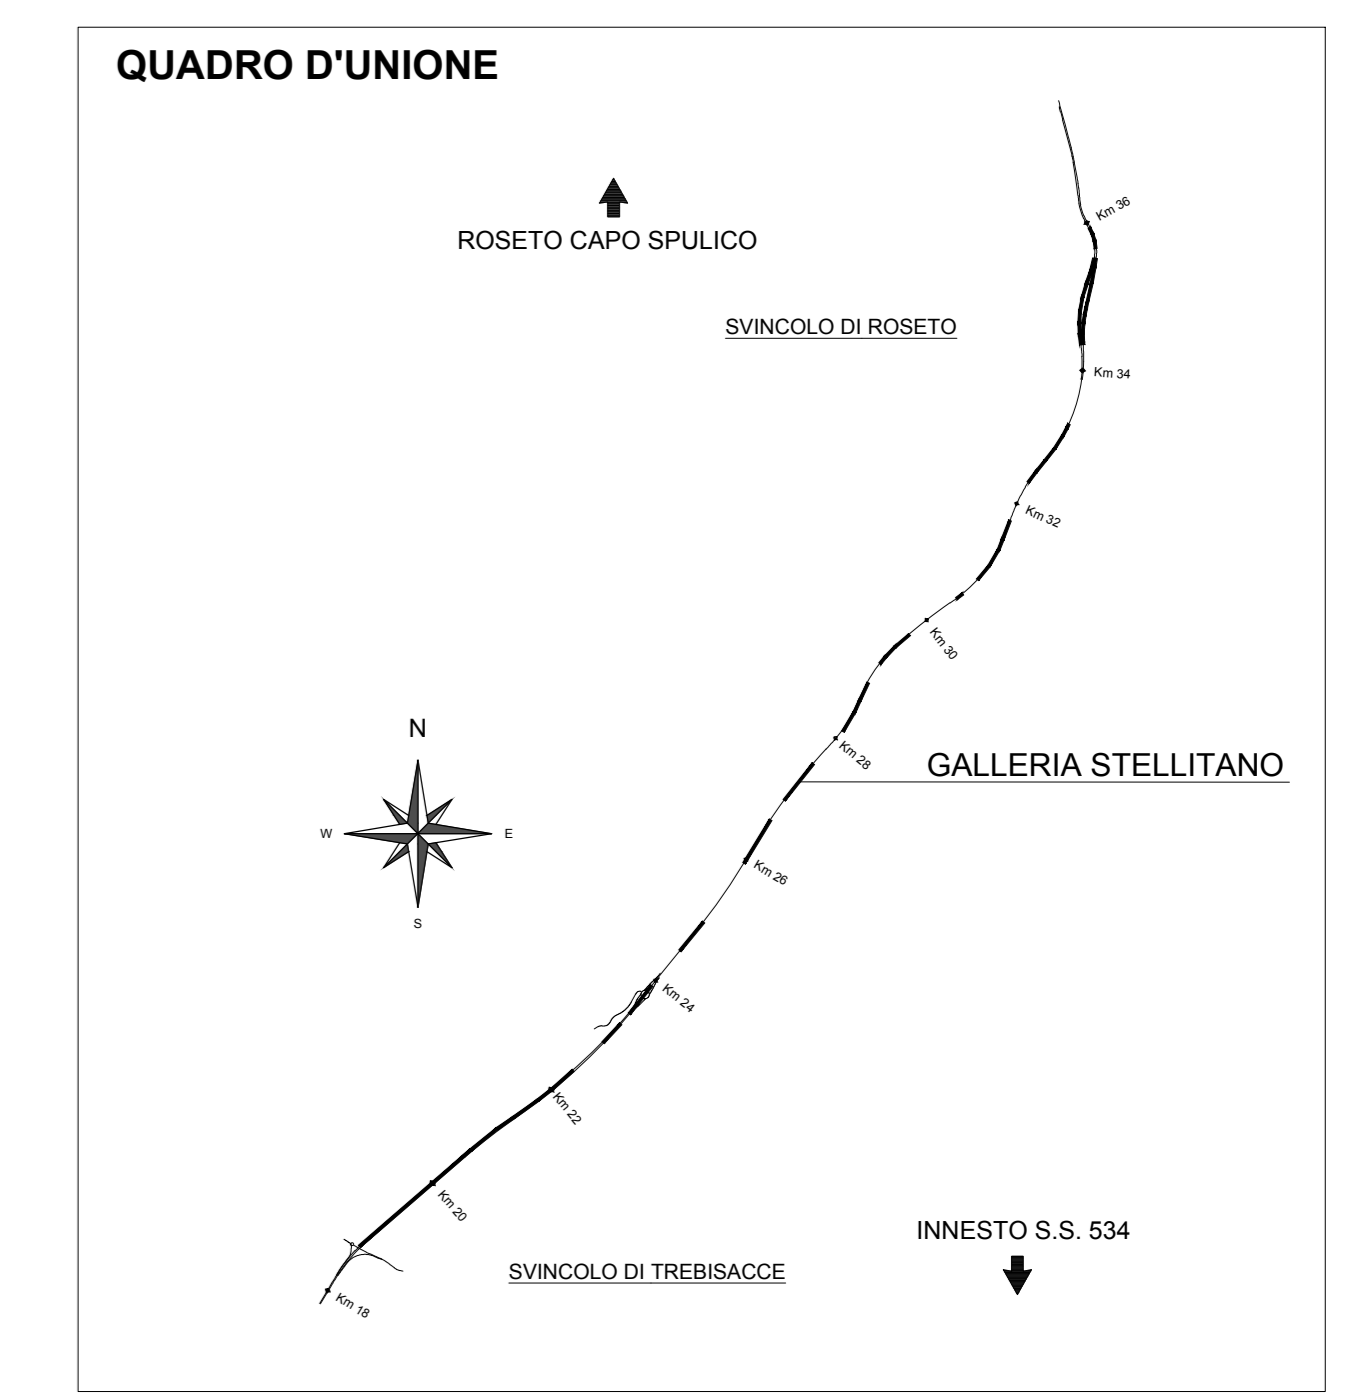 QUADRO D'UNIONE
Km 36
ROSETO CAPO SPULICO
SVINCOLO DI ROSETO
Km 34
Km 32
Km 30
N
Km 28
GALLERIA STELLITANO
W
E
Km 26
S
Km 24
Km 22
Km 20
INNESTO S.S. 534
SVINCOLO DI TREBISACCE
Km 18